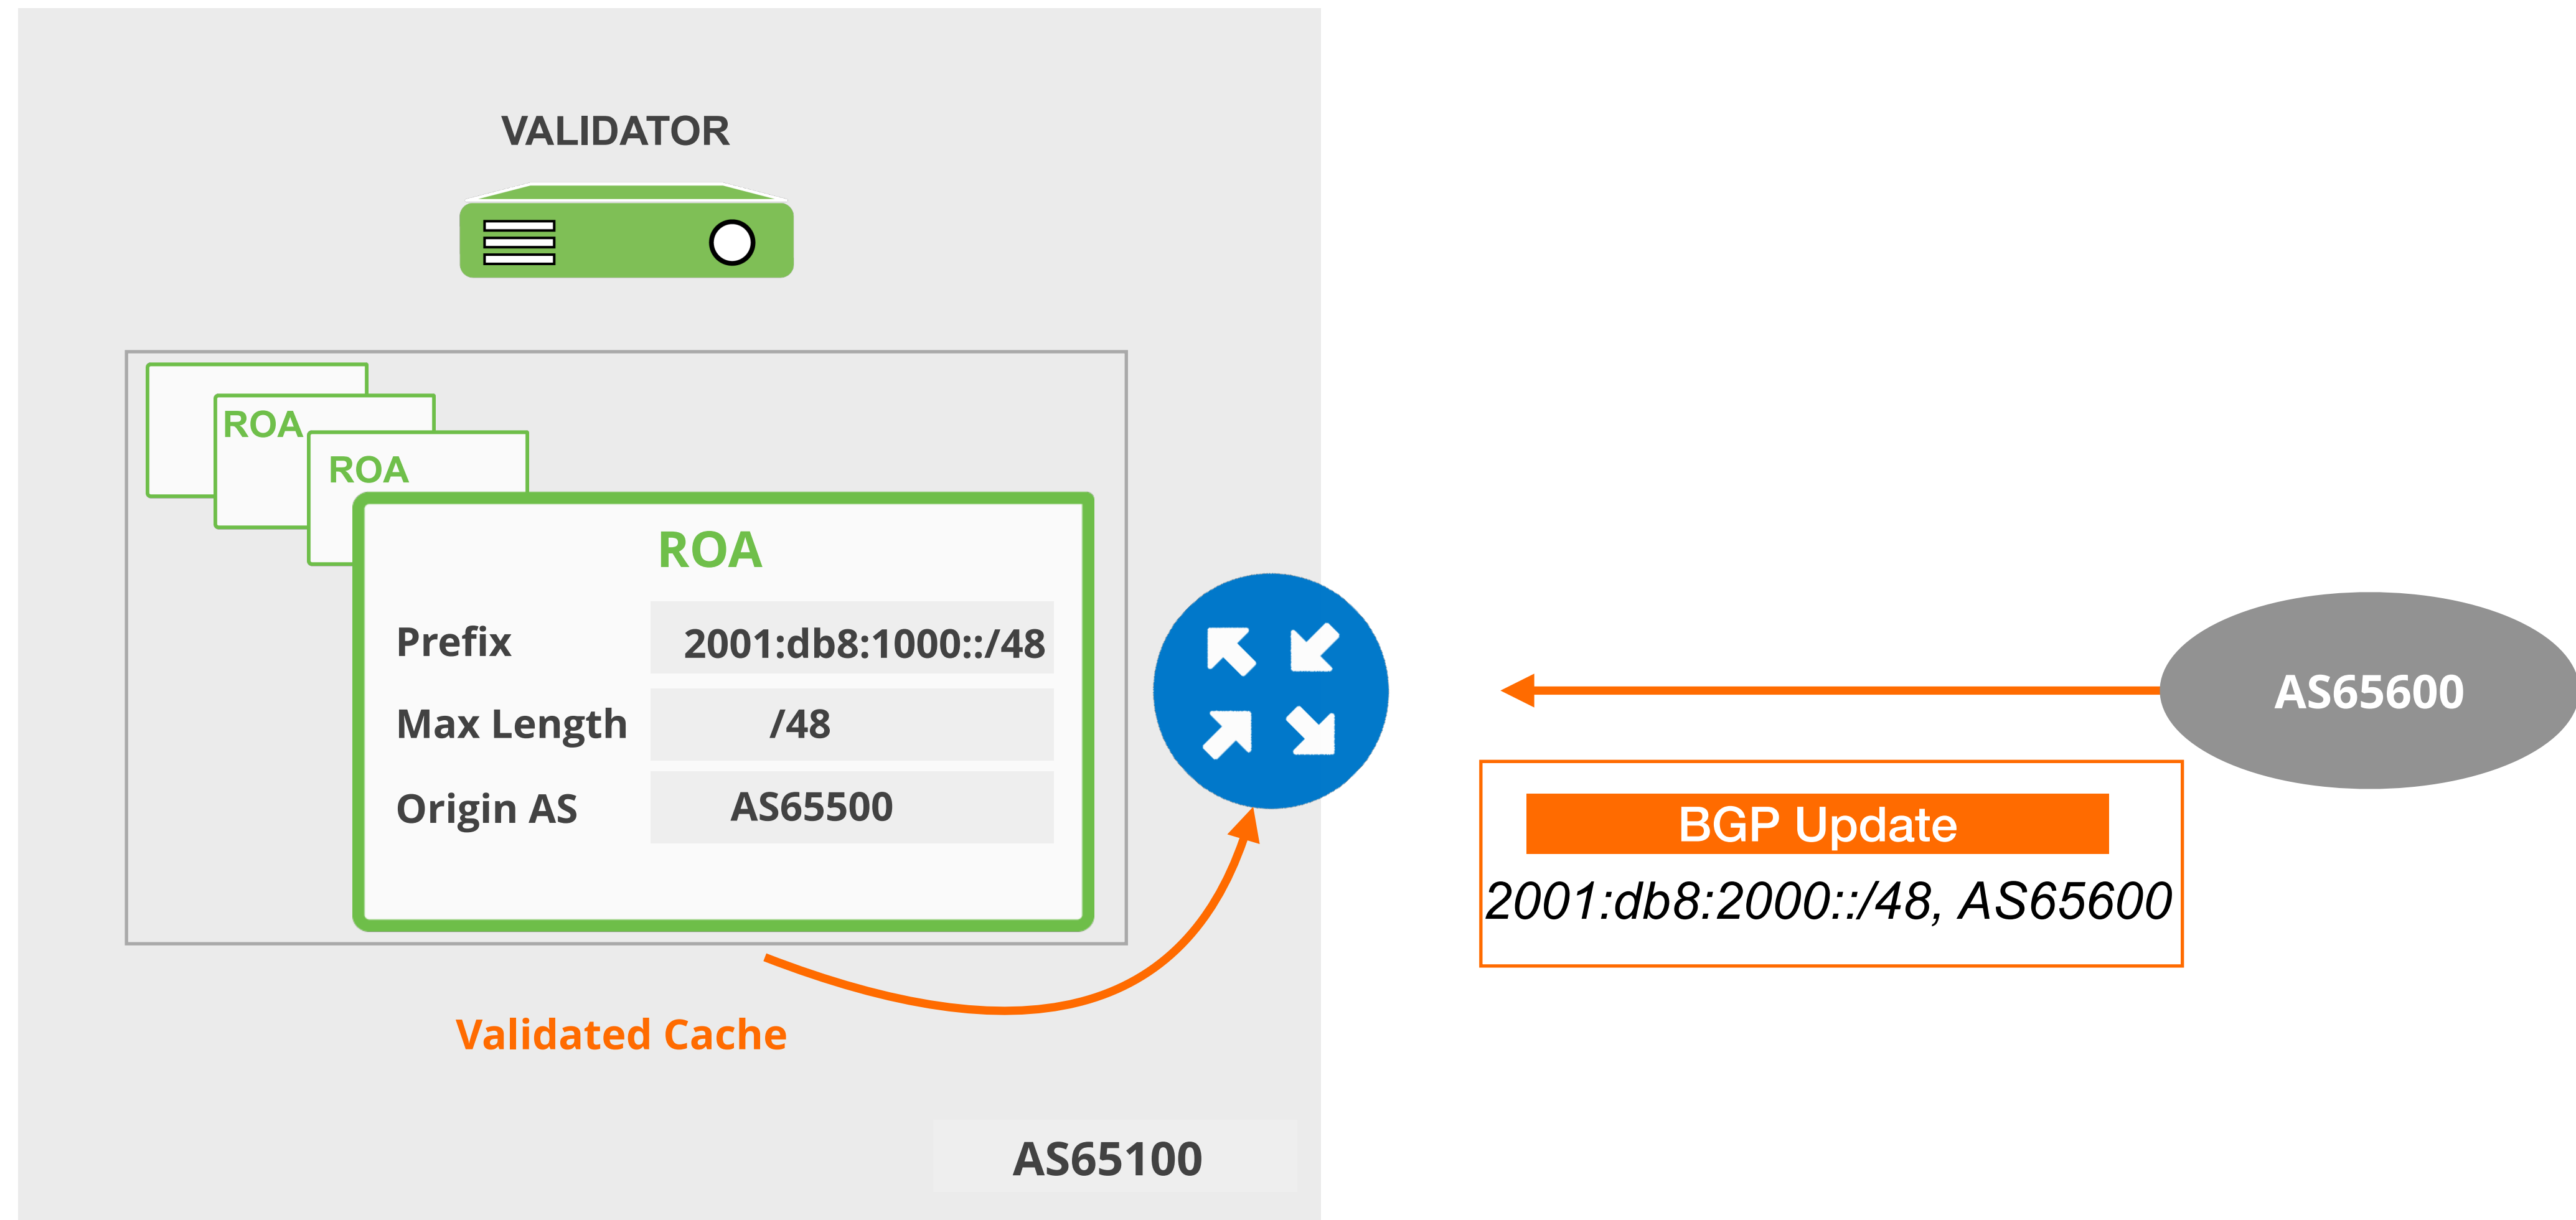 VALIDATOR
ROA
ROA
ROA
Prefix 2001:db8:1000::/48
Max Length /48
Origin AS AS65500
Validated Cache
AS65100
AS65600
BGP Update
2001:db8:2000::/48, AS65600